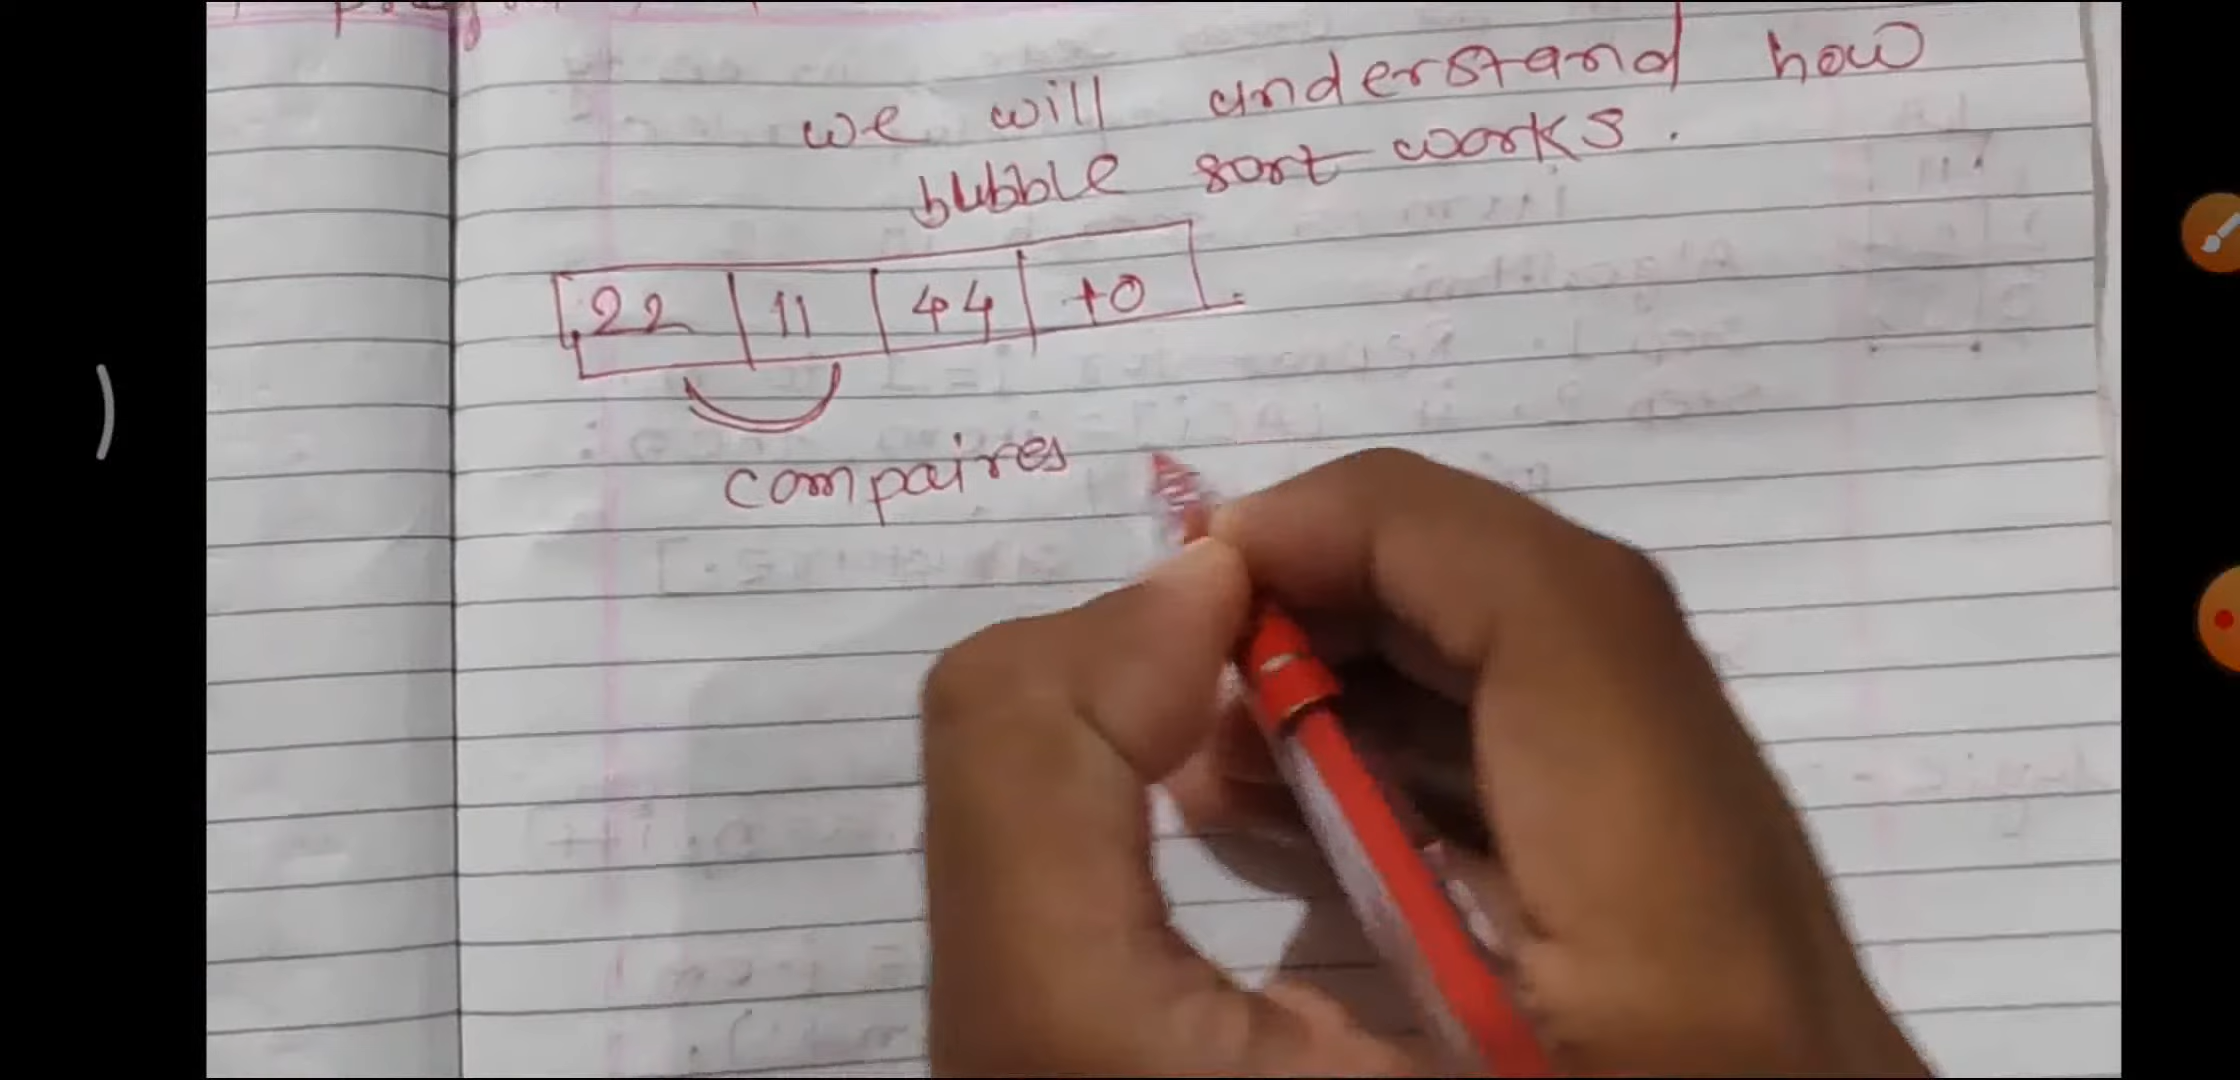 we will understand how
bubble sort works.
22 11 44 10
compaires